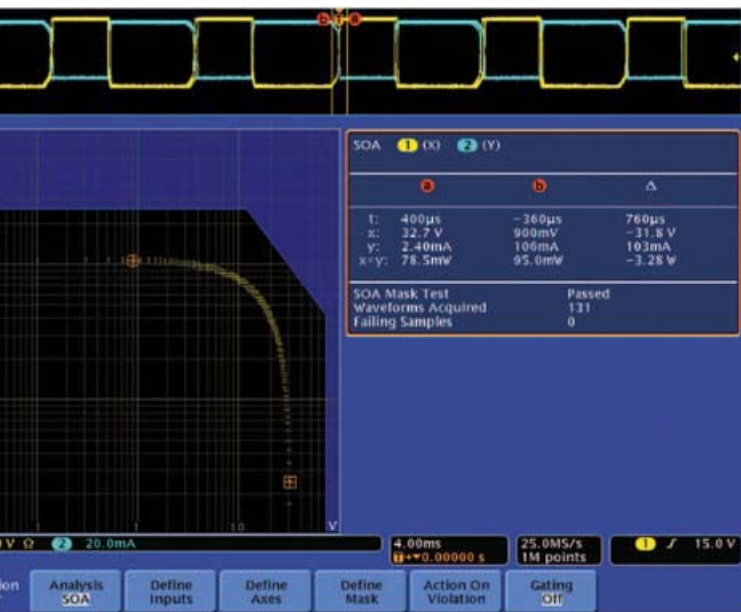 b T a
SOA 1 (X) 2 (Y)
a b Δ
t: 400µs -360µs 760µs
x: 32.7 V 900mV -31.8 V
y: 2.40mA 106mA 103mA
x×y: 78.5mW 95.0mW -3.28 W
SOA Mask Test Passed
Waveforms Acquired 131
Failing Samples 0
1 1 10 V
V Ω 2 20.0mA 4.00ms 25.0MS/s 1 15.0 V
T→▼0.00000 s 1M points
Analysis Define Define Define Action On Gating
SOA Inputs Axes Mask Violation Off